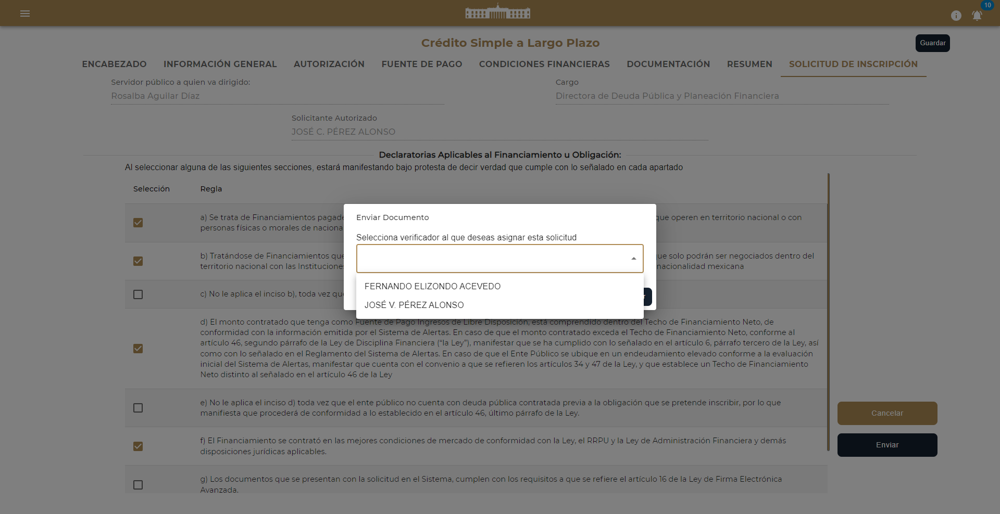 10
Crédito Simple a Largo Plazo
Guardar
ENCABEZADO INFORMACIÓN GENERAL AUTORIZACIÓN FUENTE DE PAGO CONDICIONES FINANCIERAS DOCUMENTACIÓN RESUMEN SOLICITUD DE INSCRIPCIÓN
Servidor público a quien va dirigido: Cargo
Rosalba Aguilar Díaz Directora de Deuda Pública y Planeación Financiera
Solicitante Autorizado
JOSÉ C. PÉREZ ALONSO
Declaratorias Aplicables al Financiamiento u Obligación:
Al seleccionar alguna de las siguientes secciones, estará manifestando bajo protesta de decir verdad que cumple con lo señalado en cada apartado
Selección Regla
a) Se trata de Financiamientos que operen en territorio nacional o con
personas físicas o morales de
b) Tratándose de Financiamientos que solo podrán ser negociados dentro del
territorio nacional con las nacionalidad mexicana
c) No le aplica el inciso b), toda vez
Enviar Documento
Selecciona verificador al que deseas asignar esta solicitud
FERNANDO ELIZONDO ACEVEDO
JOSÉ V. PÉREZ ALONSO
d) El monto contratado que tenga como Fuente de Pago Ingresos de Libre Disposición, está comprendido dentro del Techo de Financiamiento Neto, de
conformidad con la información emitida por el Sistema de Alertas. En caso de que el monto contratado exceda el Techo de Financiamiento Neto, conforme al
artículo 46, segundo párrafo de la Ley de Disciplina Financiera (“la Ley”), manifestar que se ha cumplido con lo señalado en el artículo 6, párrafo tercero de la Ley, así
como con lo señalado en el Reglamento del Sistema de Alertas. En caso de que el Ente Público se ubique en un endeudamiento elevado conforme a la evaluación
inicial del Sistema de Alertas, manifestar que cuenta con el convenio a que se refieren los artículos 34 y 47 de la Ley, y que establece un Techo de Financiamiento
Neto distinto al señalado en el artículo 46 de la Ley
e) No le aplica el inciso d) toda vez que el ente público no cuenta con deuda pública contratada previa a la obligación que se pretende inscribir, por lo que
manifiesta que procederá de conformidad a lo establecido en el artículo 46, último párrafo de la Ley.
f) El Financiamiento se contrató en las mejores condiciones de mercado de conformidad con la Ley, el RRPU y la Ley de Administración Financiera y demás
disposiciones jurídicas aplicables.
g) Los documentos que se presentan con la solicitud en el Sistema, cumplen con los requisitos a que se refiere el artículo 16 de la Ley de Firma Electrónica
Avanzada.
Cancelar
Enviar